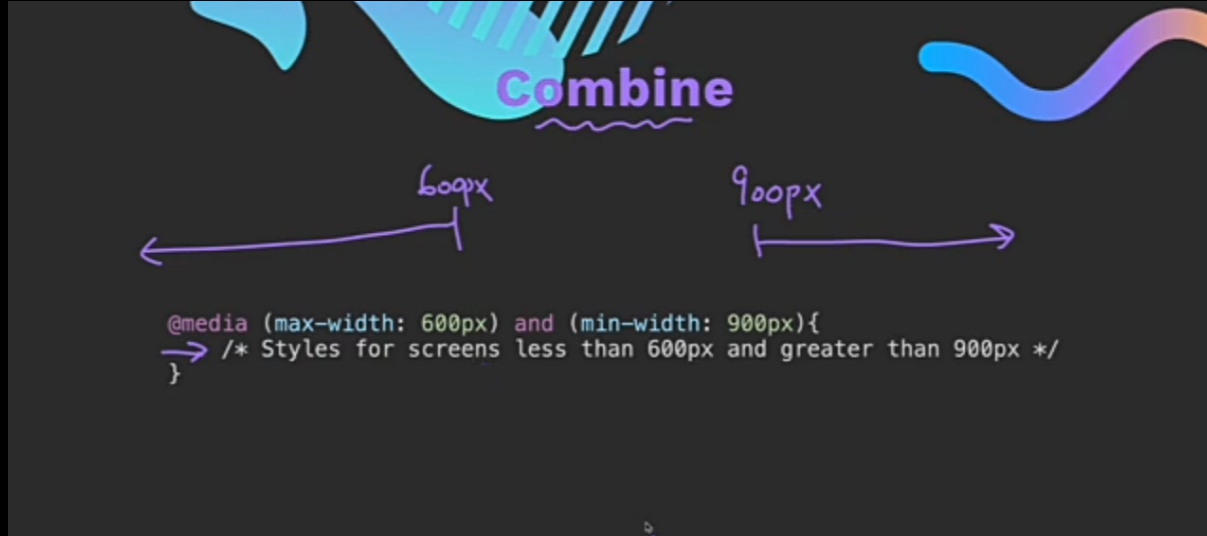 Combine
600px
900px
@media (max-width: 600px) and (min-width: 900px){
/* Styles for screens less than 600px and greater than 900px */
}